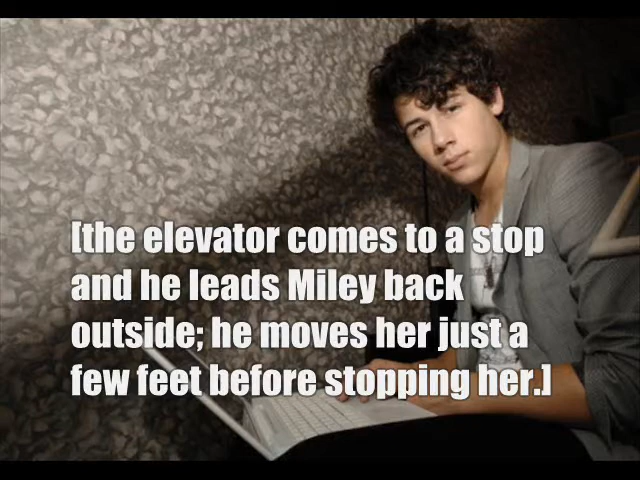 [the elevator comes to a stop
and he leads Miley back
outside; he moves her just a
few feet before stopping her.]